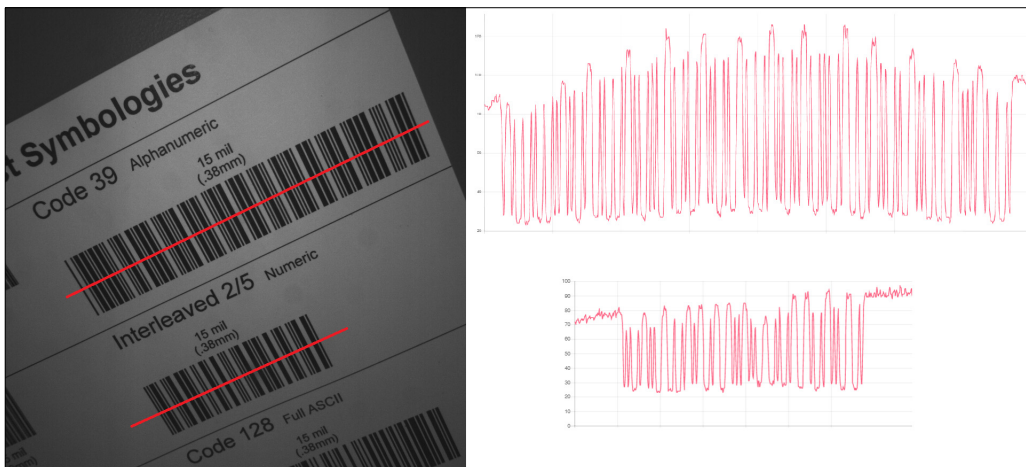 t Symbologies
Code 39 Alphanumeric
15 mil
(.38mm)
Interleaved 2/5 Numeric
15 mil
(.38mm)
Code 128 Full ASCII
15 mil
(.38mm)
100
90
80
70
60
50
40
30
20
10
0